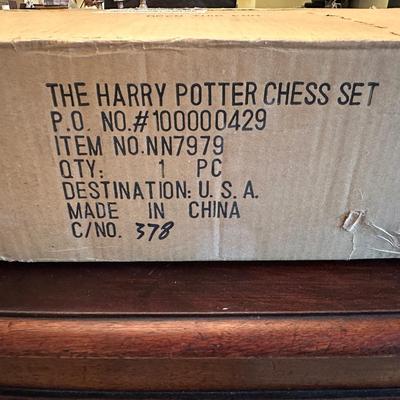 THE HARRY POTTER CHESS SET
P.O. NO.#100000429
ITEM NO.NN7979
QTY: 1 PC
DESTINATION: U.S.A.
MADE IN CHINA
C/NO. 378